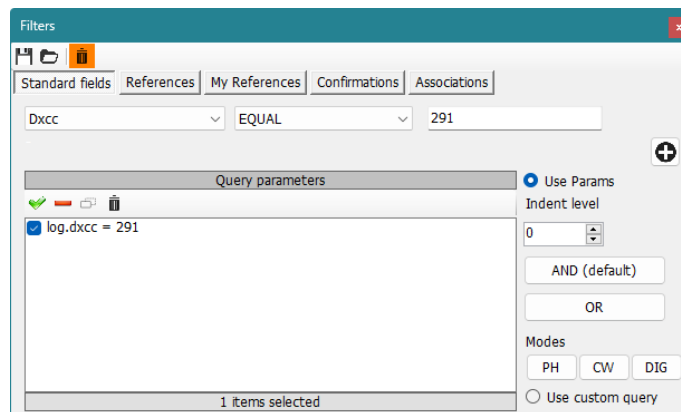 Filters
Standard fields References My References Confirmations Associations
Dxcc EQUAL 291
Query parameters
Use Params
Indent level
log.dxcc = 291
0
AND (default)
OR
Modes
PH CW DIG
Use custom query
1 items selected